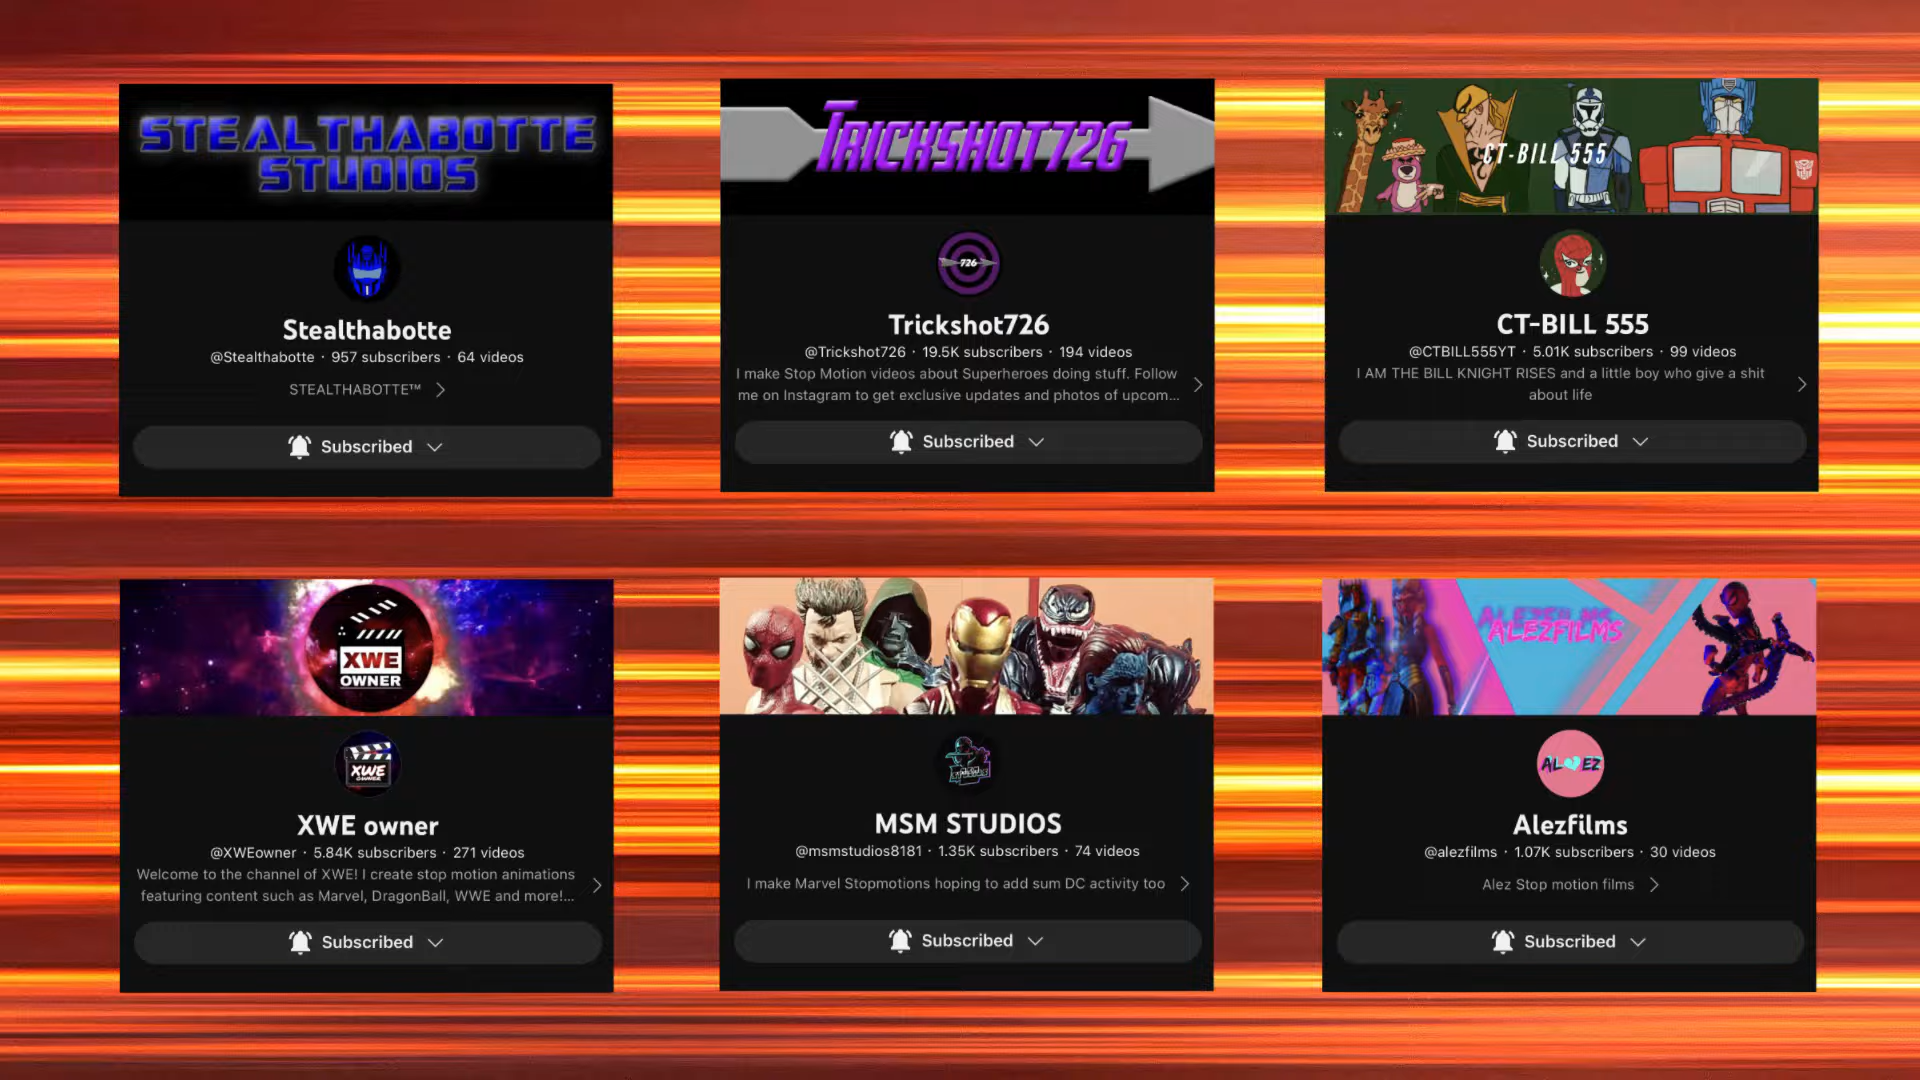 STEALTHABOTTE
STUDIOS
Stealthabotte
@Stealthabotte · 957 subscribers · 64 videos
STEALTHABOTTE™
Subscribed
TRICKSHOT726
726
Trickshot726
@Trickshot726 · 19.5K subscribers · 194 videos
I make Stop Motion videos about Superheroes doing stuff. Follow
me on Instagram to get exclusive updates and photos of upcom...
Subscribed
CT-BILL 555
CT-BILL 555
@CTBILL555YT · 5.01K subscribers · 99 videos
I AM THE BILL KNIGHT RISES and a little boy who give a shit
about life
Subscribed
XWE
OWNER
XWE
OWNER
XWE owner
@XWEowner · 5.84K subscribers · 271 videos
Welcome to the channel of XWE! I create stop motion animations
featuring content such as Marvel, DragonBall, WWE and more!...
Subscribed
MSM STUDIOS
@msmstudios8181 · 1.35K subscribers · 74 videos
I make Marvel Stopmotions hoping to add sum DC activity too
Subscribed
ALEZFILMS
ALEZFILMS
AL EZ
Alezfilms
@alezfilms · 1.07K subscribers · 30 videos
Alez Stop motion films
Subscribed